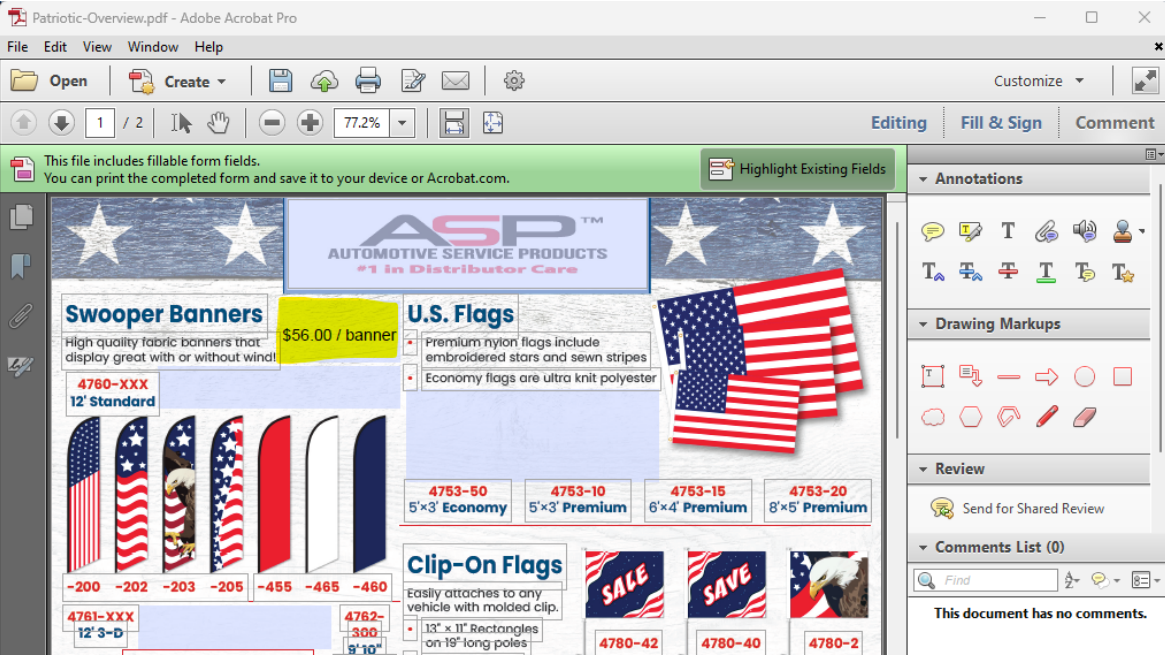 Patriotic-Overview.pdf - Adobe Acrobat Pro
File Edit View Window Help
Open Create Customize
1 / 2 77.2% Editing Fill & Sign Comment
This file includes fillable form fields.
You can print the completed form and save it to your device or Acrobat.com.
Highlight Existing Fields
ASP™
AUTOMOTIVE SERVICE PRODUCTS
#1 in Distributor Care
Swooper Banners
High quality fabric banners that
display great with or without wind!
$56.00 / banner
4760-XXX
12' Standard
-200 -202 -203 -205 -455 -465 -460
4761-XXX
12' 3-D
4762-
300
9'10"
U.S. Flags
• Premium nylon flags include
embroidered stars and sewn stripes
• Economy flags are ultra knit polyester
4753-50
5'×3' Economy
4753-10
5'×3' Premium
4753-15
6'×4' Premium
4753-20
8'×5' Premium
Clip-On Flags
Easily attaches to any
vehicle with molded clip.
• 13" × 11" Rectangles
on 19" long poles
SALE
4780-42
SAVE
4780-40
4780-2
Annotations
Drawing Markups
Review
Send for Shared Review
Comments List (0)
Find
This document has no comments.